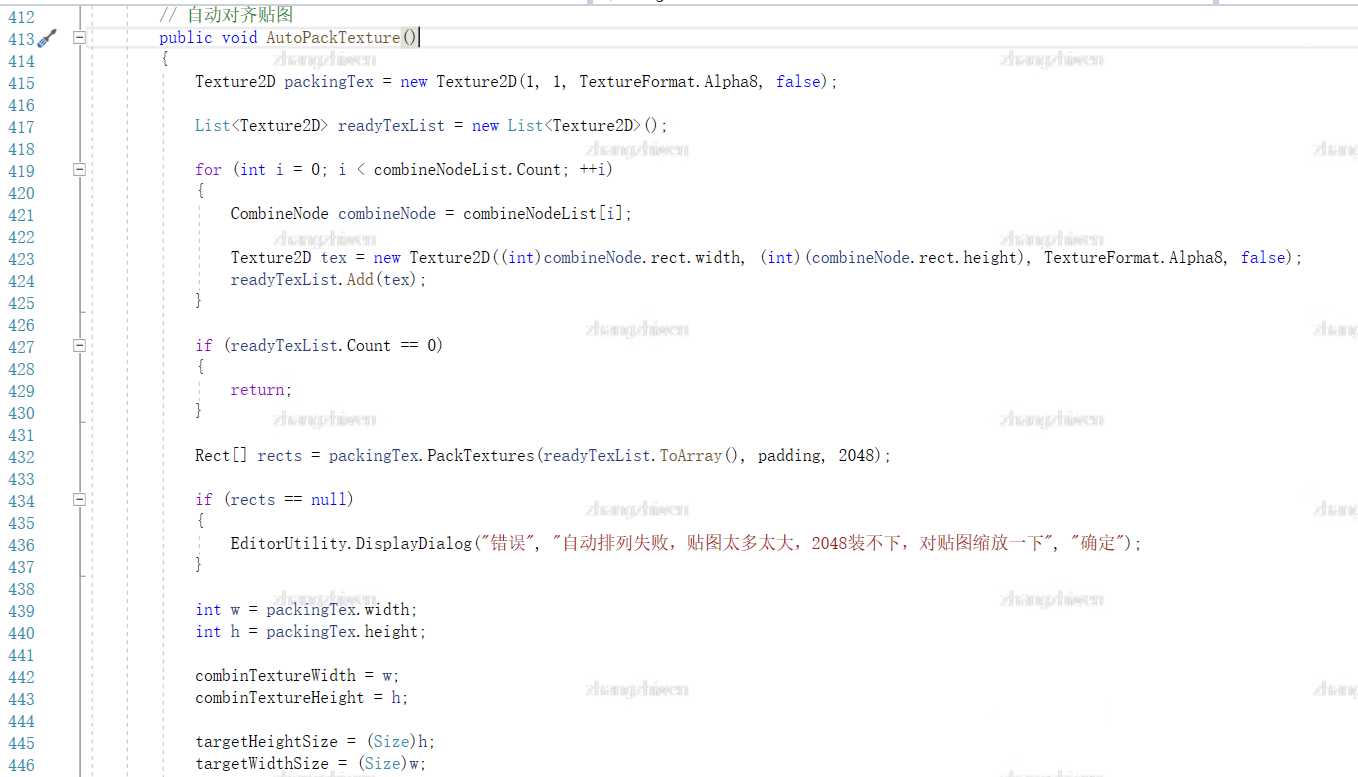 412 // 自动对齐贴图
413 public void AutoPackTexture()
414 {
415 Texture2D packingTex = new Texture2D(1, 1, TextureFormat.Alpha8, false);
416
417 List<Texture2D> readyTexList = new List<Texture2D>();
418
419 for (int i = 0; i < combineNodeList.Count; ++i)
420 {
421 CombineNode combineNode = combineNodeList[i];
422
423 Texture2D tex = new Texture2D((int)combineNode.rect.width, (int)(combineNode.rect.height), TextureFormat.Alpha8, false);
424 readyTexList.Add(tex);
425 }
426
427 if (readyTexList.Count == 0)
428 {
429 return;
430 }
431
432 Rect[] rects = packingTex.PackTextures(readyTexList.ToArray(), padding, 2048);
433
434 if (rects == null)
435 {
436 EditorUtility.DisplayDialog("错误", "自动排列失败，贴图太多太大，2048装不下，对贴图缩放一下", "确定");
437 }
438
439 int w = packingTex.width;
440 int h = packingTex.height;
441
442 combinTextureWidth = w;
443 combinTextureHeight = h;
444
445 targetHeightSize = (Size)h;
446 targetWidthSize = (Size)w;